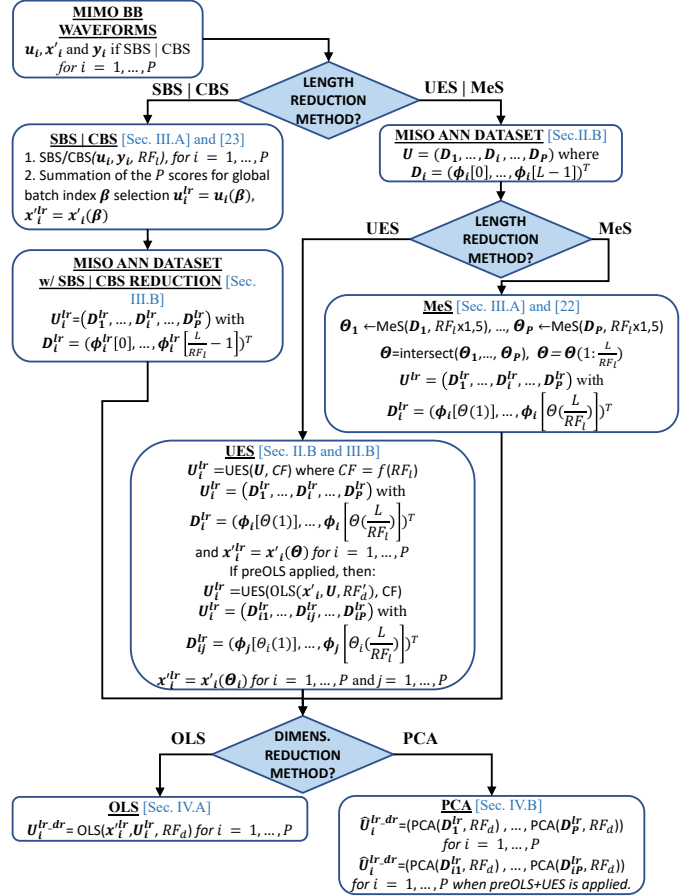 MIMO BB
WAVEFORMS
u_i, x'_i and y_i if SBS | CBS
for i = 1, … , P
LENGTH
REDUCTION
METHOD?
SBS | CBS
UES | MeS
SBS | CBS [Sec. III.A] and [23]
1. SBS/CBS(u_i, y_i, RF_l), for i = 1, … , P
2. Summation of the P scores for global
batch index β selection u_i^lr = u_i(β),
x'_i^lr = x'_i(β)
MISO ANN DATASET [Sec.II.B]
U = (D_1, … , D_i, … , D_P) where
D_i = (ϕ_i[0], … , ϕ_i[L − 1])^T
UES
LENGTH
REDUCTION
METHOD?
MeS
MISO ANN DATASET
w/ SBS | CBS REDUCTION [Sec.
III.B]
U_i^lr=(D_1^lr, … , D_i^lr, … , D_P^lr) with
D_i^lr = (ϕ_i^lr[0], … , ϕ_i^lr[L/RF_l − 1])^T
MeS [Sec. III.A] and [22]
Θ_1 ←MeS(D_1, RF_l x1,5), … , Θ_P ←MeS(D_P, RF_l x1,5)
Θ=intersect(Θ_1,…, Θ_P), Θ = Θ(1: L/RF_l)
U^lr = (D_1^lr, … , D_i^lr, … , D_P^lr) with
D_i^lr = (ϕ_i[Θ(1)], … , ϕ_i[Θ(L/RF_l)])^T
UES [Sec. II.B and III.B]
U_i^lr =UES(U, CF) where CF = f(RF_l)
U_i^lr = (D_1^lr, … , D_i^lr, … , D_P^lr) with
D_i^lr = (ϕ_i[Θ(1)], … , ϕ_i[Θ(L/RF_l)])^T
and x'_i^lr = x'_i(Θ) for i = 1, … , P
If preOLS applied, then:
U_i^lr =UES(OLS(x'_i, U, RF'_d), CF)
U_i^lr = (D_i1^lr, … , D_ij^lr, … , D_iP^lr) with
D_ij^lr = (ϕ_j[Θ_i(1)], … , ϕ_j[Θ_i(L/RF_l)])^T
x'_i^lr = x'_i(Θ_i) for i = 1, … , P and j = 1, … , P
OLS
DIMENS.
REDUCTION
METHOD?
PCA
OLS [Sec. IV.A]
U_i^lr_dr= OLS(x'_i^lr, U_i^lr, RF_d) for i = 1, … , P
PCA [Sec. IV.B]
Û_i^lr_dr=(PCA(D_1^lr, RF_d) , … , PCA(D_P^lr, RF_d))
for i = 1, … , P
Û_i^lr_dr=(PCA(D_i1^lr, RF_d) , … , PCA(D_iP^lr, RF_d))
for i = 1, … , P when preOLS+UES is applied.